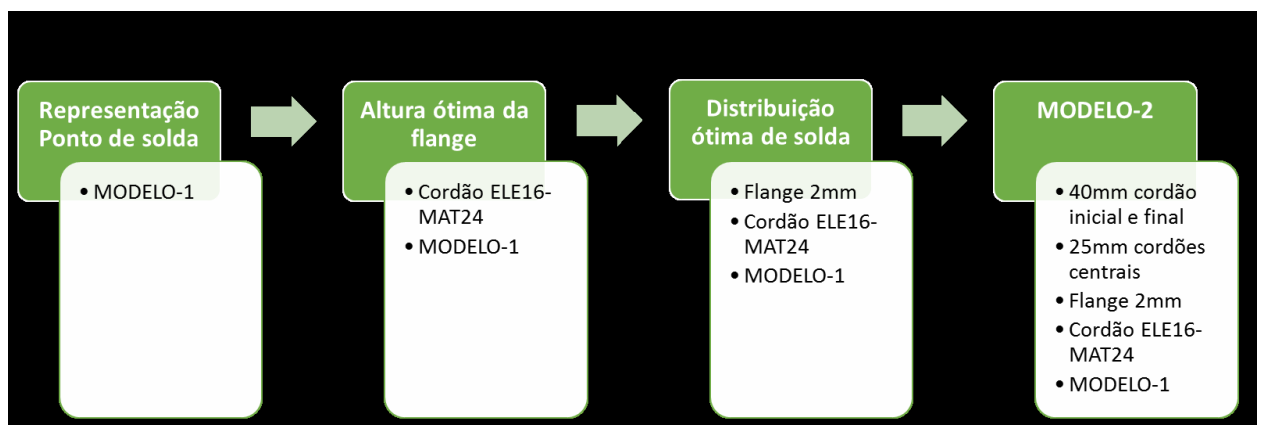 Representação
Ponto de solda
• MODELO-1
Altura ótima da
flange
• Cordão ELE16-
MAT24
• MODELO-1
Distribuição
ótima de solda
• Flange 2mm
• Cordão ELE16-
MAT24
• MODELO-1
MODELO-2
• 40mm cordão
inicial e final
• 25mm cordões
centrais
• Flange 2mm
• Cordão ELE16-
MAT24
• MODELO-1